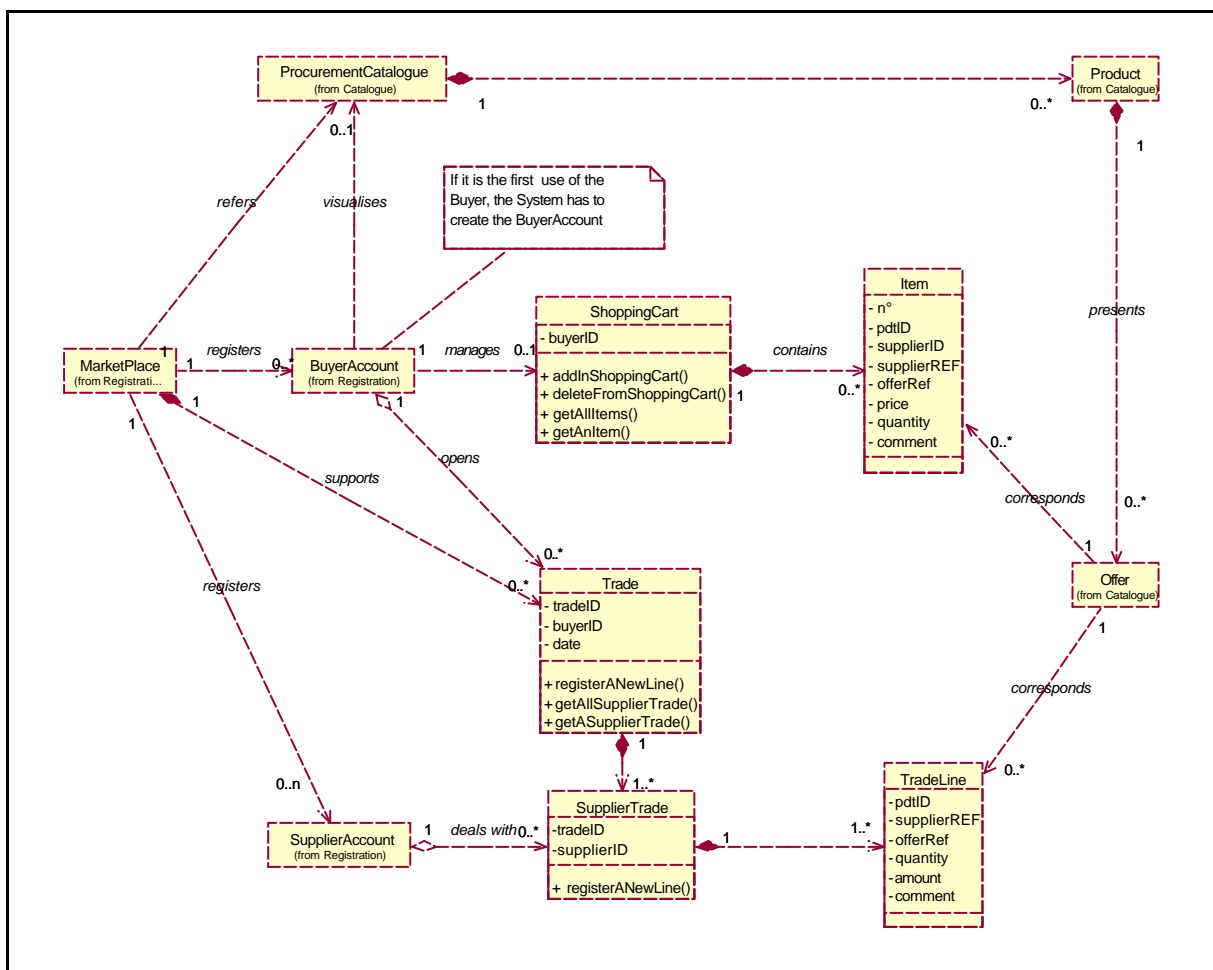 ProcurementCatalogue
(from Catalogue)
1
0..*
Product
(from Catalogue)
1
0..1
If it is the first use of the
Buyer, the System has to
create the BuyerAccount
refers
visualises
presents
MarketPlace
(from Registrati...
1
1
registers
0..*
1
1
BuyerAccount
(from Registration)
1
manages
0..1
1
ShoppingCart
- buyerID
+ addInShoppingCart()
+ deleteFromShoppingCart()
+ getAllItems()
+ getAnItem()
contains
1
0..*
Item
- n°
- pdtID
- supplierID
- supplierREF
- offerRef
- price
- quantity
- comment
0..*
corresponds
1
0..*
Offer
(from Catalogue)
1
supports
opens
0..*
0..*
registers
Trade
- tradeID
- buyerID
- date
+ registerANewLine()
+ getAllSupplierTrade()
+ getASupplierTrade()
1
1..*
corresponds
0..*
0..n
SupplierAccount
(from Registration)
1
deals with
0..*
SupplierTrade
-tradeID
-supplierID
+ registerANewLine()
1
1..*
TradeLine
-pdtID
-supplierREF
-offerRef
-quantity
-amount
-comment